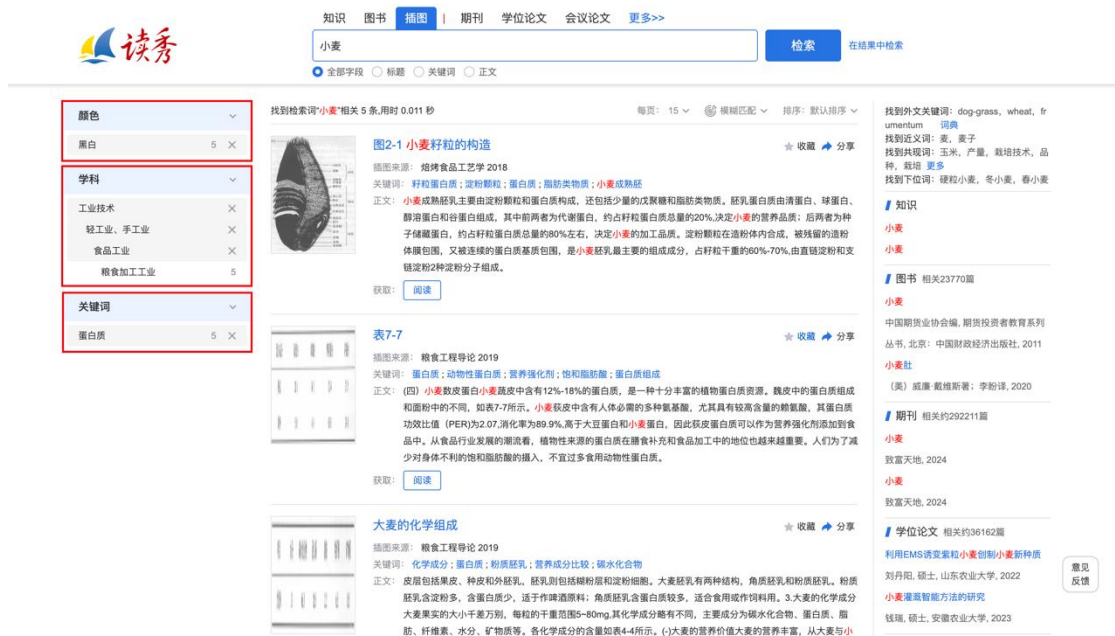 知识 图书 插图 | 期刊 学位论文 会议论文 更多>>
读秀
小麦
检索 在结果中检索
全部字段 标题 关键词 正文
颜色
黑白 5 ×
学科
工业技术 ×
轻工业、手工业 ×
食品工业 ×
粮食加工工业 5
关键词
蛋白质 5 ×
找到检索词"小麦"相关 5 条,用时 0.011 秒
每页: 15 模糊匹配 排序: 默认排序
图2-1 小麦籽粒的构造
收藏 分享
插图来源: 焙烤食品工艺学 2018
关键词: 籽粒蛋白质 ; 淀粉颗粒 ; 蛋白质 ; 脂肪类物质 ; 小麦成熟胚
正文: 小麦成熟胚乳主要由淀粉颗粒和蛋白质构成，还包括少量的戊聚糖和脂肪类物质。胚乳蛋白质由清蛋白、球蛋白、
醇溶蛋白和谷蛋白组成，其中前两者为代谢蛋白，约占籽粒蛋白质总量的20%,决定小麦的营养品质；后两者为种
子储藏蛋白，约占籽粒蛋白质总量的80%左右，决定小麦的加工品质。淀粉颗粒在造粉体内合成，被残留的造粉
体膜包围，又被连续的蛋白质基质包围，是小麦胚乳最主要的组成成分，占籽粒干重的60%-70%,由直链淀粉和支
链淀粉2种淀粉分子组成。
获取: 阅读
表7-7
收藏 分享
插图来源: 粮食工程导论 2019
关键词: 蛋白质 ; 动物性蛋白质 ; 营养强化剂 ; 饱和脂肪酸 ; 蛋白质组成
正文: (四) 小麦数皮蛋白小麦蔬皮中含有12%-18%的蛋白质，是一种十分丰富的植物蛋白质资源。魏皮中的蛋白质组成
和面粉中的不同，如表7-7所示。小麦荻皮中含有人体必需的多种氨基酸，尤其具有较高含量的赖氨酸，其蛋白质
功效比值（PER)为2.07,消化率为89.9%,高于大豆蛋白和小麦蛋白，因此荻皮蛋白质可以作为营养强化剂添加到食
品中。从食品行业发展的潮流看，植物性来源的蛋白质在膳食补充和食品加工中的地位也越来越重要。人们为了减
少对身体不利的饱和脂肪酸的摄入，不宜过多食用动物性蛋白质。
获取: 阅读
大麦的化学组成
收藏 分享
插图来源: 粮食工程导论 2019
关键词: 化学成分 ; 蛋白质 ; 粉质胚乳 ; 营养成分比较 ; 碳水化合物
正文: 皮层包括果皮、种皮和外胚乳，胚乳则包括糊粉层和淀粉细胞。大麦胚乳有两种结构，角质胚乳和粉质胚乳。粉质
胚乳含淀粉多，含蛋白质少，适于作啤酒原料；角质胚乳含蛋白质较多，适合食用或作饲料用。3.大麦的化学成分
大麦果实的大小千差万别，每粒的干重范围5~80mg,其化学成分略有不同，主要成分为碳水化合物、蛋白质、脂
肪、纤维素、水分、矿物质等。各化学成分的含量如表4-4所示。(-)大麦的营养价值大麦的营养丰富，从大麦与小
找到外文关键词: dog-grass，wheat，fr
umentum 词典
找到近义词: 麦，麦子
找到共现词: 玉米，产量，栽培技术，品
种，栽培 更多
找到下位词: 硬粒小麦，冬小麦，春小麦
知识
小麦
小麦
图书 相关23770篇
小麦
中国期货业协会编, 期货投资者教育系列
丛书, 北京：中国财政经济出版社, 2011
小麦肚
（美）威廉·戴维斯著；李盼译, 2020
期刊 相关约292211篇
小麦
致富天地, 2024
小麦
致富天地, 2024
学位论文 相关约36162篇
利用EMS诱变紫粒小麦创制小麦新种质
刘丹阳, 硕士, 山东农业大学, 2022
小麦灌溉智能方法的研究
钱瑞, 硕士, 安徽农业大学, 2023
意见
反馈